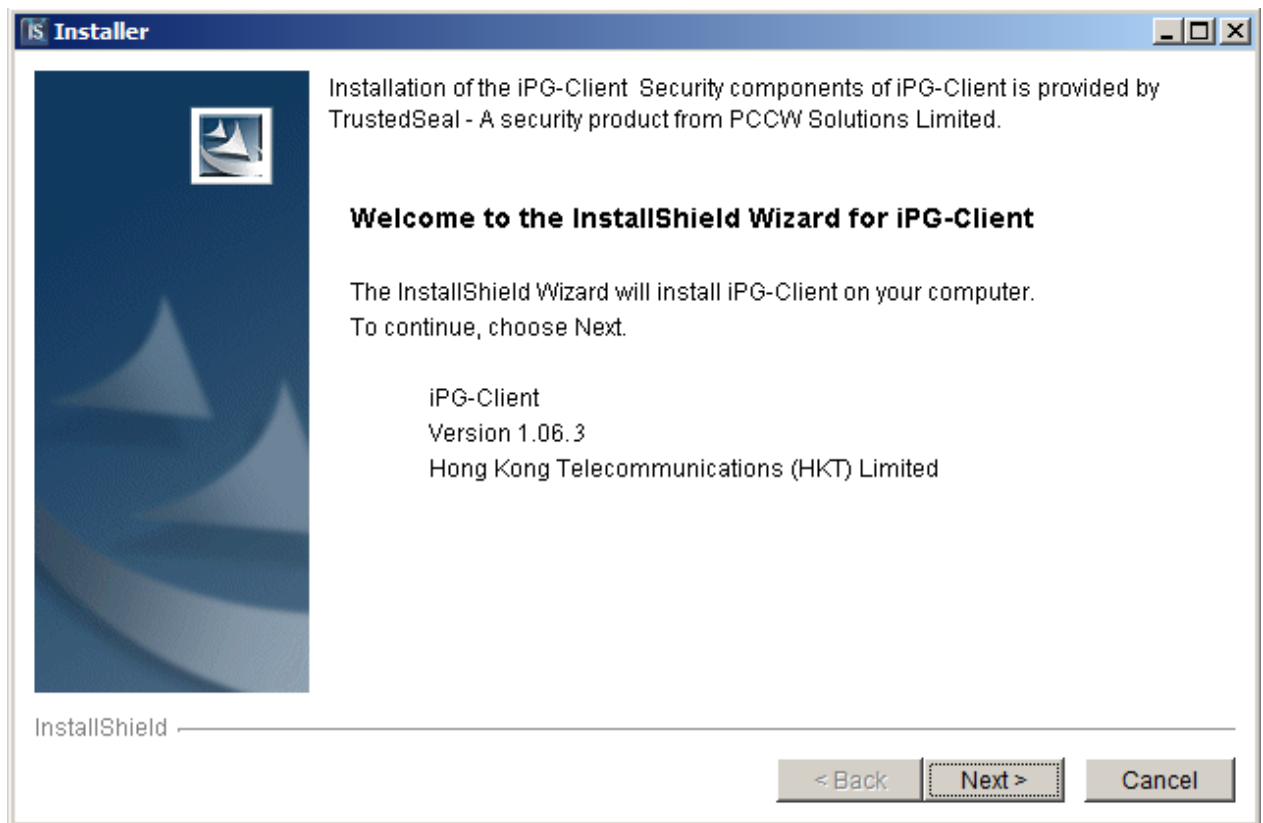 Installer
Installation of the iPG-Client  Security components of iPG-Client is provided by
TrustedSeal - A security product from PCCW Solutions Limited.
Welcome to the InstallShield Wizard for iPG-Client
The InstallShield Wizard will install iPG-Client on your computer.
To continue, choose Next.
iPG-Client
Version 1.06.3
Hong Kong Telecommunications (HKT) Limited
InstallShield
< Back
Next >
Cancel